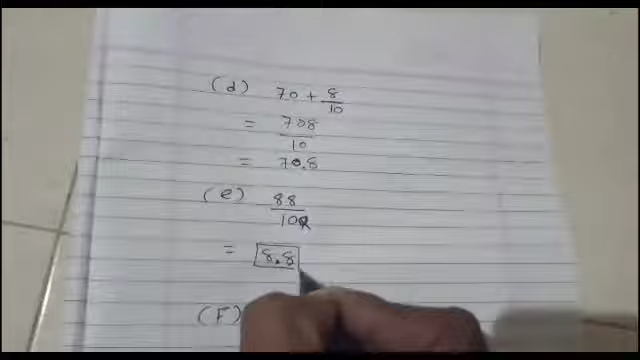 (d) 70 + 8/10
= 708/10
= 70.8
(e) 88/10
= 8.8
(F)